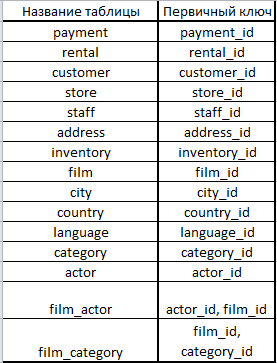 Название таблицы Первичный ключ
payment payment_id
rental rental_id
customer customer_id
store store_id
staff staff_id
address address_id
inventory inventory_id
film film_id
city city_id
country country_id
language language_id
category category_id
actor actor_id
film_actor actor_id, film_id
film_id,
film_category category_id